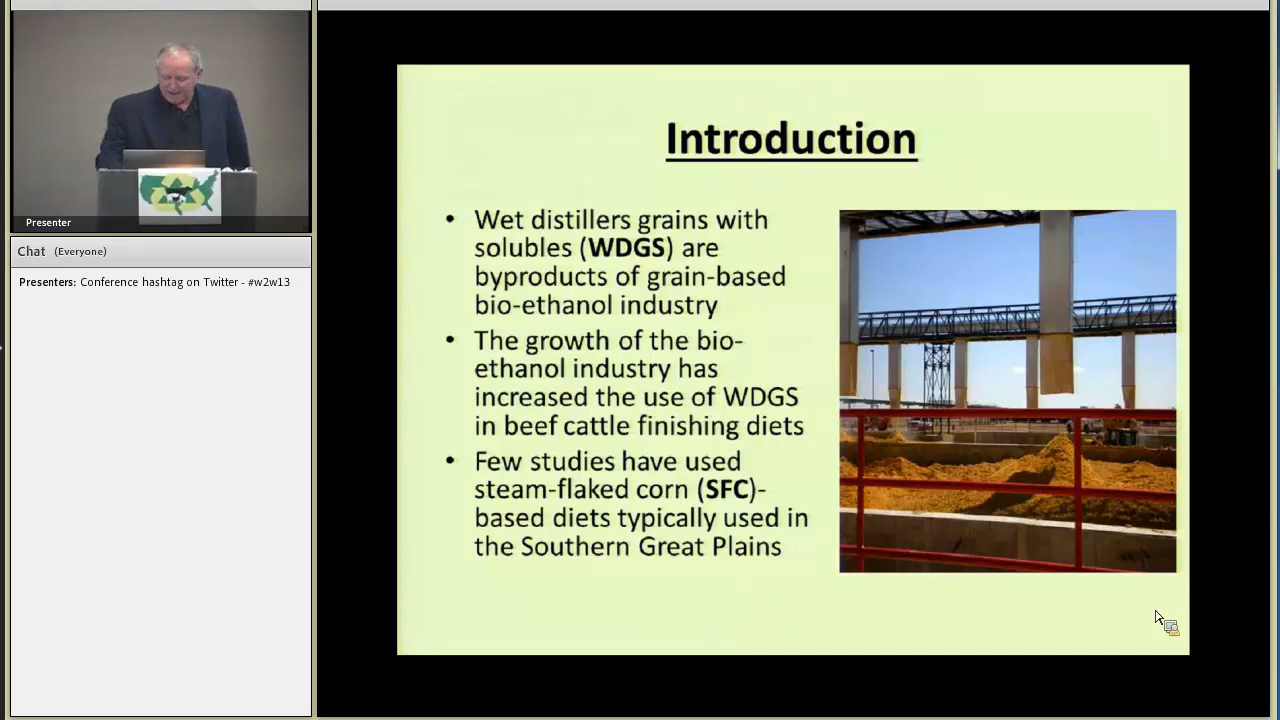 Presenter
Chat (Everyone)
Presenters: Conference hashtag on Twitter - #w2w13
Introduction
• Wet distillers grains with
solubles (WDGS) are
byproducts of grain-based
bio-ethanol industry
• The growth of the bio-
ethanol industry has
increased the use of WDGS
in beef cattle finishing diets
• Few studies have used
steam-flaked corn (SFC)-
based diets typically used in
the Southern Great Plains